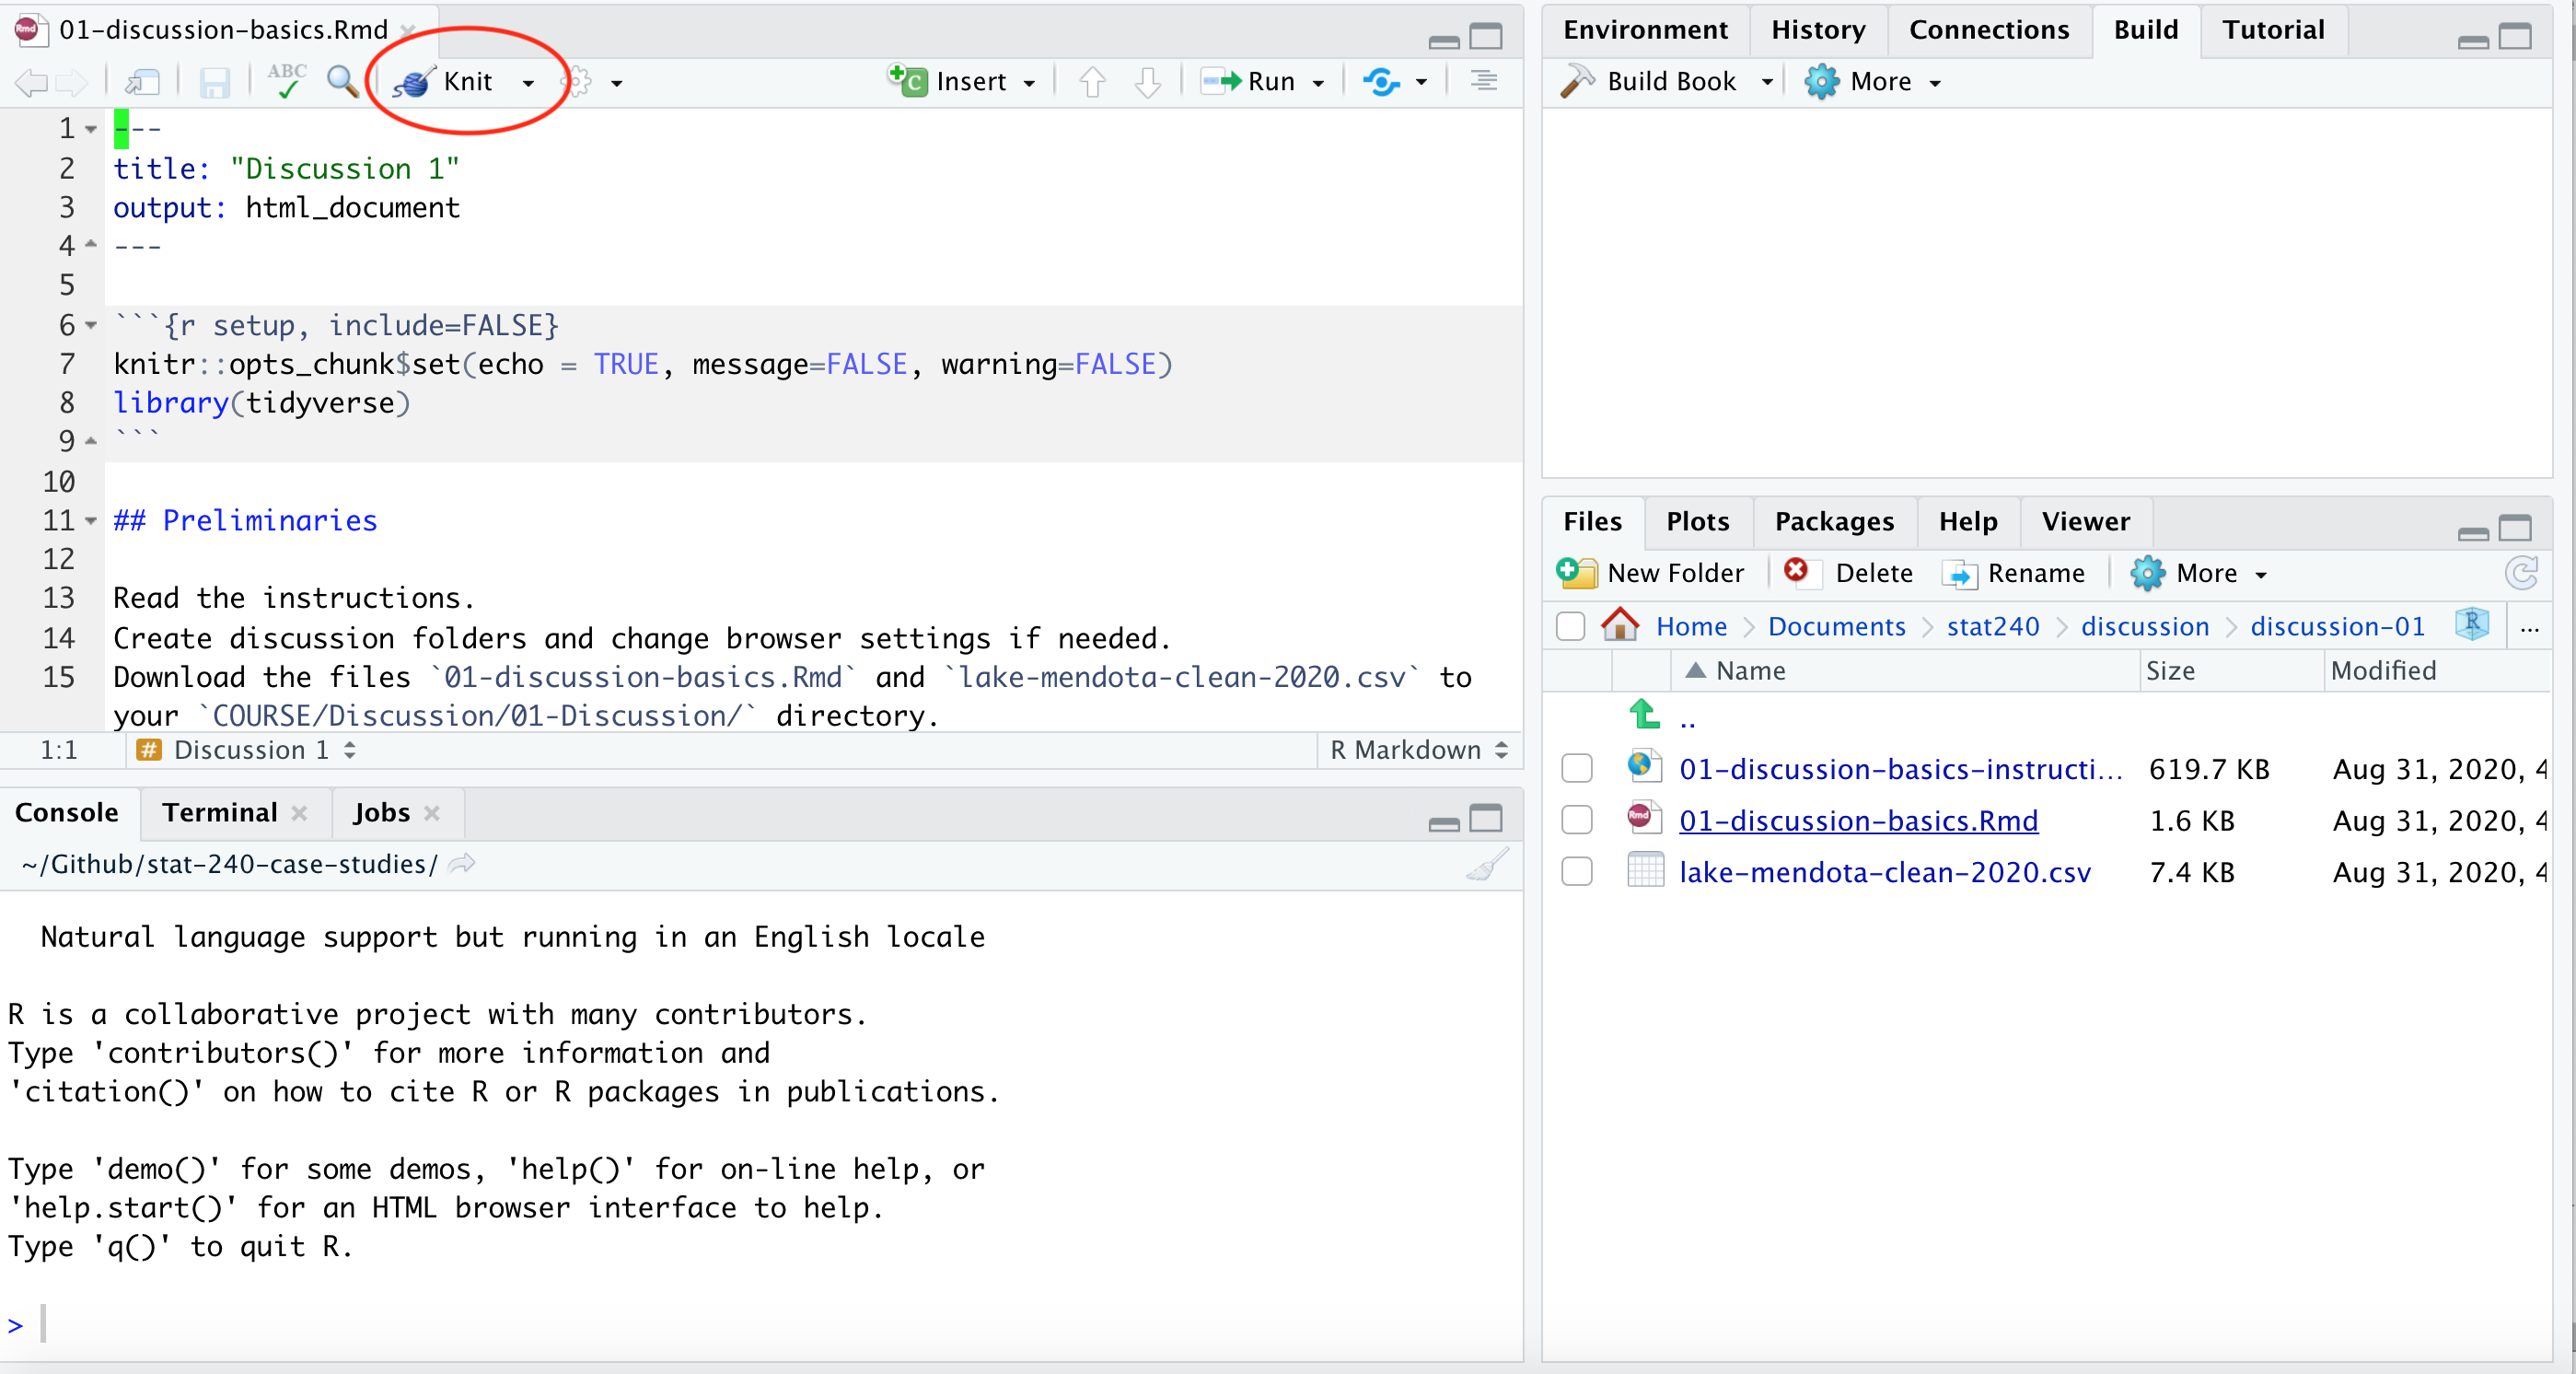 01-discussion-basics.Rmd
ABC
Knit
Insert
Run
1 ---
2 title: "Discussion 1"
3 output: html_document
4 ---
5
6 ```{r setup, include=FALSE}
7 knitr::opts_chunk$set(echo = TRUE, message=FALSE, warning=FALSE)
8 library(tidyverse)
9 ```
10
11 ## Preliminaries
12
13 Read the instructions.
14 Create discussion folders and change browser settings if needed.
15 Download the files `01-discussion-basics.Rmd` and `lake-mendota-clean-2020.csv` to
your `COURSE/Discussion/01-Discussion/` directory.
1:1 # Discussion 1 R Markdown
Console Terminal Jobs
~/Github/stat-240-case-studies/
Natural language support but running in an English locale
R is a collaborative project with many contributors.
Type 'contributors()' for more information and
'citation()' on how to cite R or R packages in publications.
Type 'demo()' for some demos, 'help()' for on-line help, or
'help.start()' for an HTML browser interface to help.
Type 'q()' to quit R.
>
Environment History Connections Build Tutorial
Build Book More
Files Plots Packages Help Viewer
New Folder Delete Rename More
Home Documents stat240 discussion discussion-01 R ...
Name Size Modified
..
01-discussion-basics-instructi... 619.7 KB Aug 31, 2020, 4
Rmd 01-discussion-basics.Rmd 1.6 KB Aug 31, 2020, 4
lake-mendota-clean-2020.csv 7.4 KB Aug 31, 2020, 4